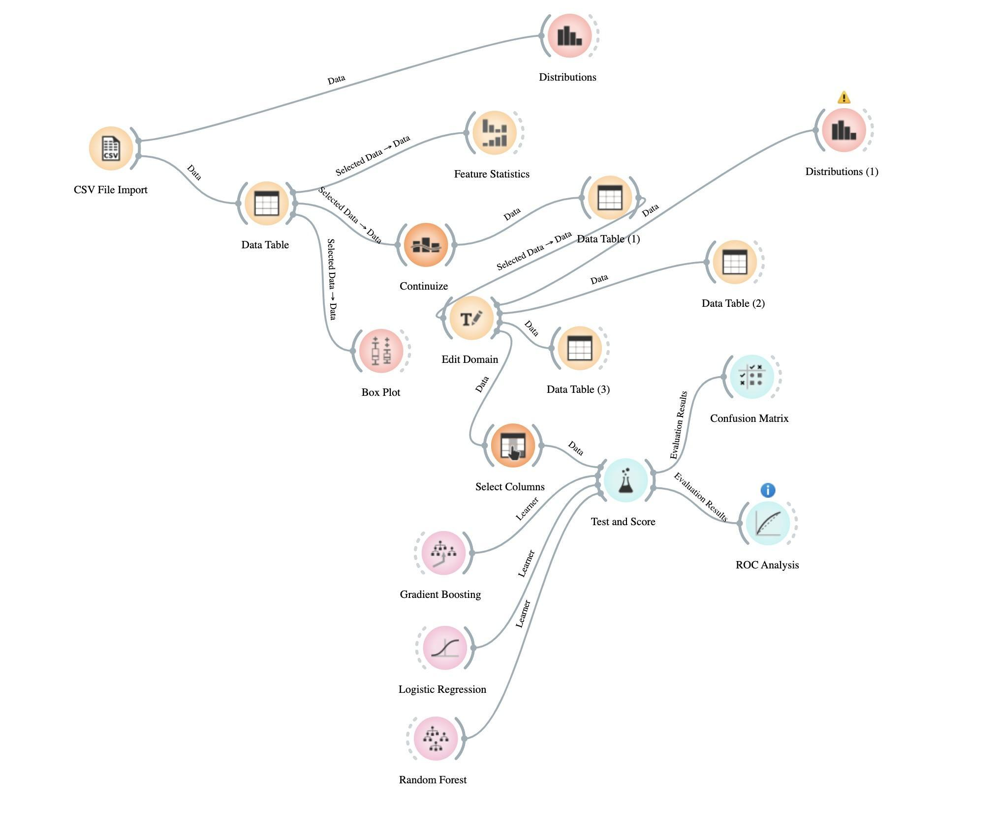 Distributions
Data
CSV
CSV File Import
Data
Data Table
Selected Data → Data
Feature Statistics
Selected Data → Data
Continuize
Data
Data Table (1)
Selected Data → Data
Data
Distributions (1)
Selected Data → Data
Box Plot
T
Edit Domain
Data
Data Table (2)
Data
Data Table (3)
Data
Select Columns
Data
Test and Score
Evaluation Results
Confusion Matrix
Evaluation Results
i
ROC Analysis
Learner
Gradient Boosting
Learner
Logistic Regression
Learner
Random Forest